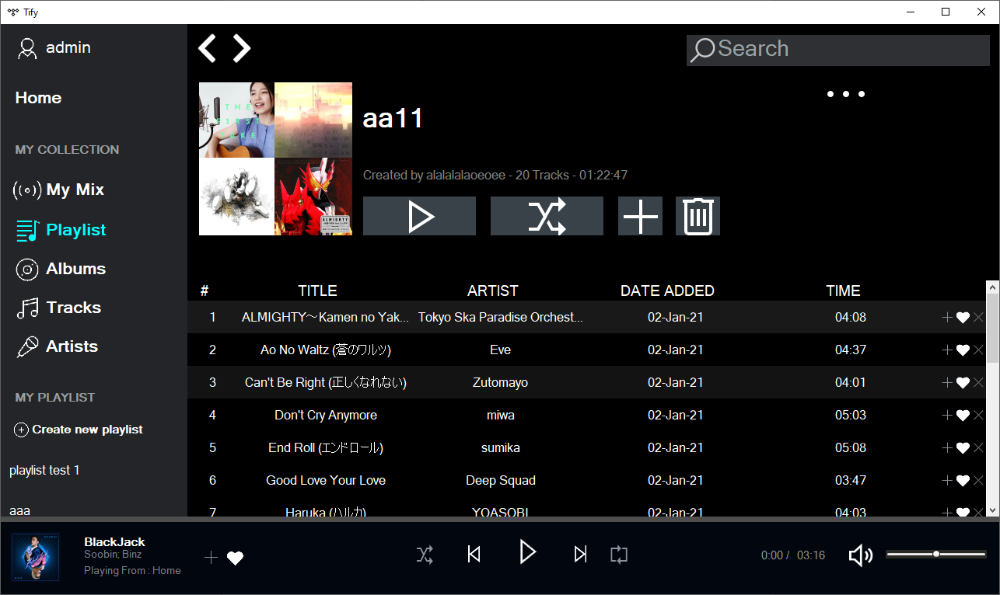 Tify
admin
Search
Home
MY COLLECTION
My Mix
Playlist
Albums
Tracks
Artists
MY PLAYLIST
Create new playlist
playlist test 1
aaa
THE
F1RST
TAKE
ALMIGHTY
aa11
Created by alalalalaoeoee - 20 Tracks - 01:22:47
# TITLE ARTIST DATE ADDED TIME
1 ALMIGHTY～Kamen no Yak... Tokyo Ska Paradise Orchest... 02-Jan-21 04:08
2 Ao No Waltz (蒼のワルツ) Eve 02-Jan-21 04:37
3 Can't Be Right (正しくなれない) Zutomayo 02-Jan-21 04:01
4 Don't Cry Anymore miwa 02-Jan-21 05:03
5 End Roll (エンドロール) sumika 02-Jan-21 05:08
6 Good Love Your Love Deep Squad 02-Jan-21 03:47
7 Haruka (ハルカ) YOASOBI 02-Jan-21 04:03
BlackJack
Soobin; Binz
Playing From : Home
0:00 / 03:16